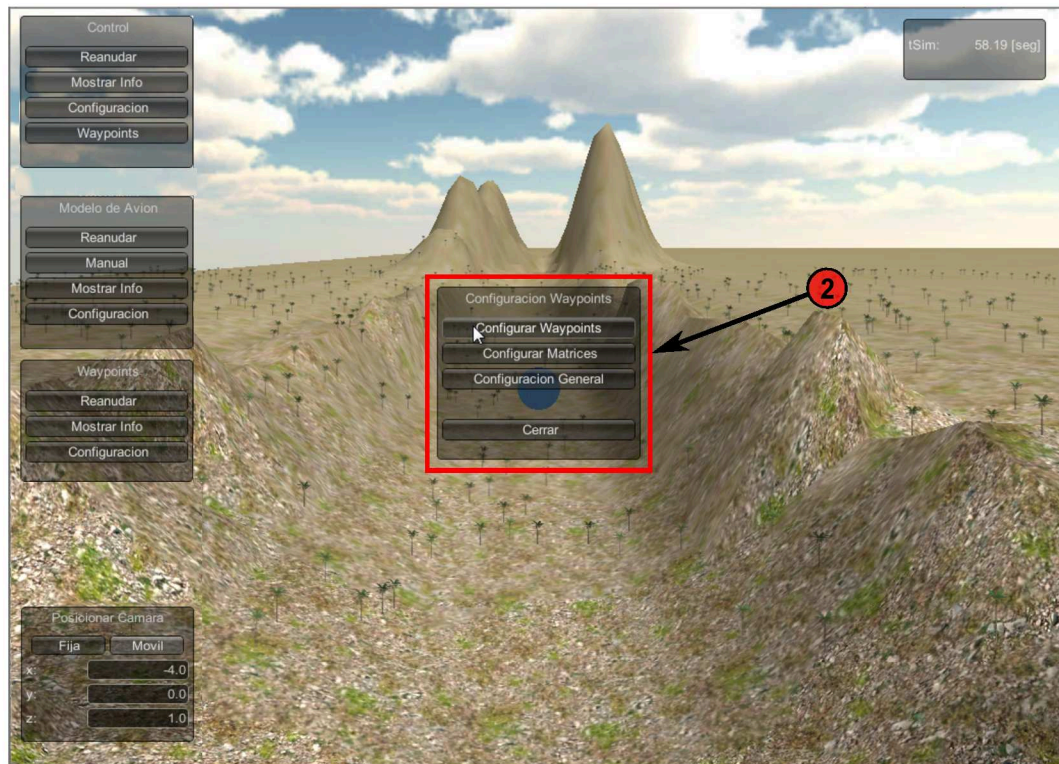 Control
Reanudar
Mostrar Info
Configuracion
Waypoints
tSim: 58.19 [seg]
Modelo de Avion
Reanudar
Manual
Mostrar Info
Configuracion
Waypoints
Reanudar
Mostrar Info
Configuracion
Configuracion Waypoints
Configurar Waypoints
Configurar Matrices
Configuracion General
Cerrar
2
Posicionar Camara
Fija Movil
x: -4.0
y: 0.0
z: 1.0